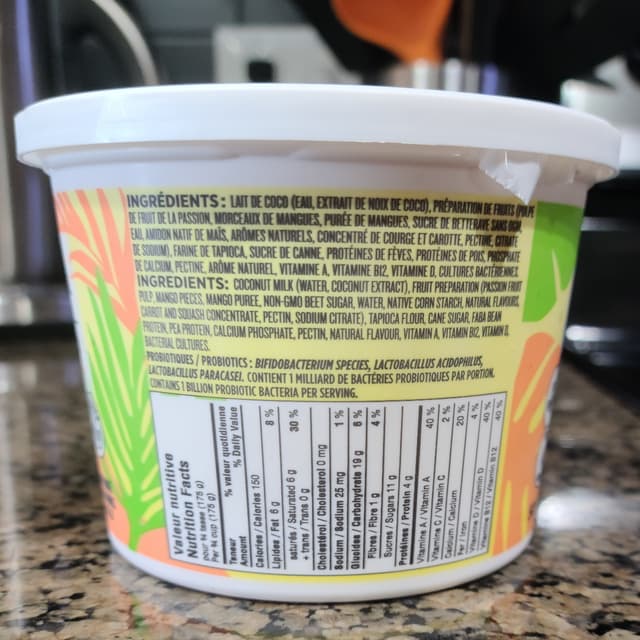 INGRÉDIENTS: LAIT DE COCO (EAU, EXTRAIT DE NOIX DE COCO), PRÉPARATION DE FRUITS (PULPE
DE FRUIT DE LA PASSION, MORCEAUX DE MANGUES, PURÉE DE MANGUES, SUCRE DE BETTERAVE SANS OGM,
EAU, AMIDON NATIF DE MAÏS, ARÔMES NATURELS, CONCENTRÉ DE COURGE ET CAROTTE, PECTINE, CITRATE
DE SODIUM), FARINE DE TAPIOCA, SUCRE DE CANNE, PROTÉINES DE FÈVES, PROTÉINES DE POIS, PHOSPHATE
DE CALCIUM, PECTINE, ARÔME NATUREL, VITAMINE A, VITAMINE B12, VITAMINE D, CULTURES BACTÉRIENNES.
INGREDIENTS: COCONUT MILK (WATER, COCONUT EXTRACT), FRUIT PREPARATION (PASSION FRUIT
PULP, MANGO PIECES, MANGO PUREE, NON-GMO BEET SUGAR, WATER, NATIVE CORN STARCH, NATURAL FLAVOURS,
CARROT AND SQUASH CONCENTRATE, PECTIN, SODIUM CITRATE), TAPIOCA FLOUR, CANE SUGAR, FABA BEAN
PROTEIN, PEA PROTEIN, CALCIUM PHOSPHATE, PECTIN, NATURAL FLAVOUR, VITAMIN A, VITAMIN B12, VITAMIN D,
BACTERIAL CULTURES.
PROBIOTIQUES / PROBIOTICS: BIFIDOBACTERIUM SPECIES, LACTOBACILLUS ACIDOPHILUS,
LACTOBACILLUS PARACASEI. CONTIENT 1 MILLIARD DE BACTÉRIES PROBIOTIQUES PAR PORTION.
CONTAINS 1 BILLION PROBIOTIC BACTERIA PER SERVING.
Valeur nutritive
Nutrition Facts
pour ¾ tasse (175 g)
Per ¾ cup (175 g)
Teneur % valeur quotidienne
Amount % Daily Value
Calories / Calories 150
Lipides / Fat 6 g 8 %
saturés / Saturated 6 g 30 %
+ trans / Trans 0 g
Cholestérol / Cholesterol 0 mg
Sodium / Sodium 25 mg 1 %
Glucides / Carbohydrate 19 g 6 %
Fibres / Fibre 1 g 4 %
Sucres / Sugars 11 g
Protéines / Protein 4 g
Vitamine A / Vitamin A 40 %
Vitamine C / Vitamin C 2 %
Calcium / Calcium 20 %
Fer / Iron 4 %
Vitamine D / Vitamin D 40 %
Vitamine B12 / Vitamin B12 40 %